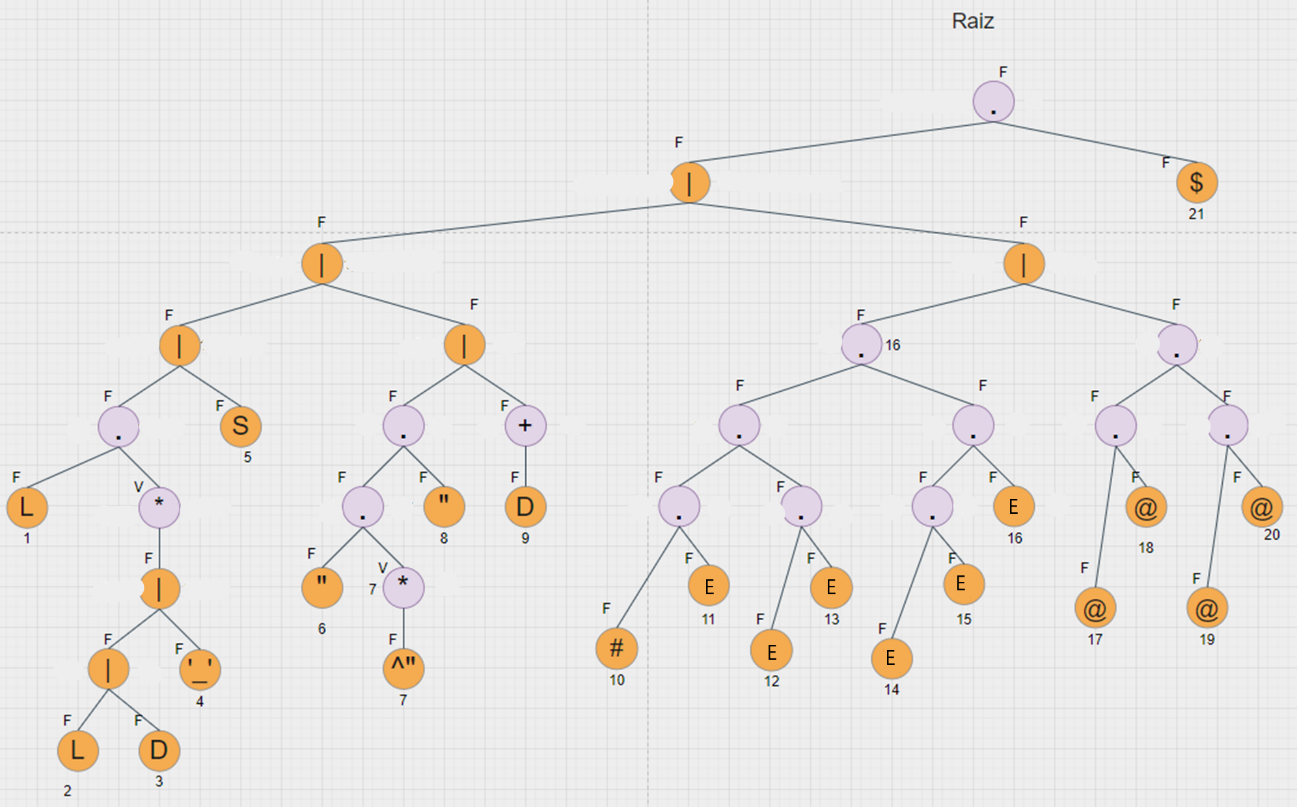 Raiz
F
.
F
|
F
$
21
F
|
F
|
F
|
F
|
F
.
16
F
.
F
.
F
S
5
F
.
F
+
F
.
F
.
F
.
F
.
F
L
1
V
*
F
.
F
"
8
F
D
9
F
.
F
.
F
.
F
E
16
F
@
18
F
@
20
F
|
F
"
6
V
7
*
F
E
11
F
E
13
F
E
15
F
@
17
F
@
19
F
|
F
'_'
4
F
^"
7
F
#
10
F
E
12
F
E
14
F
L
2
F
D
3